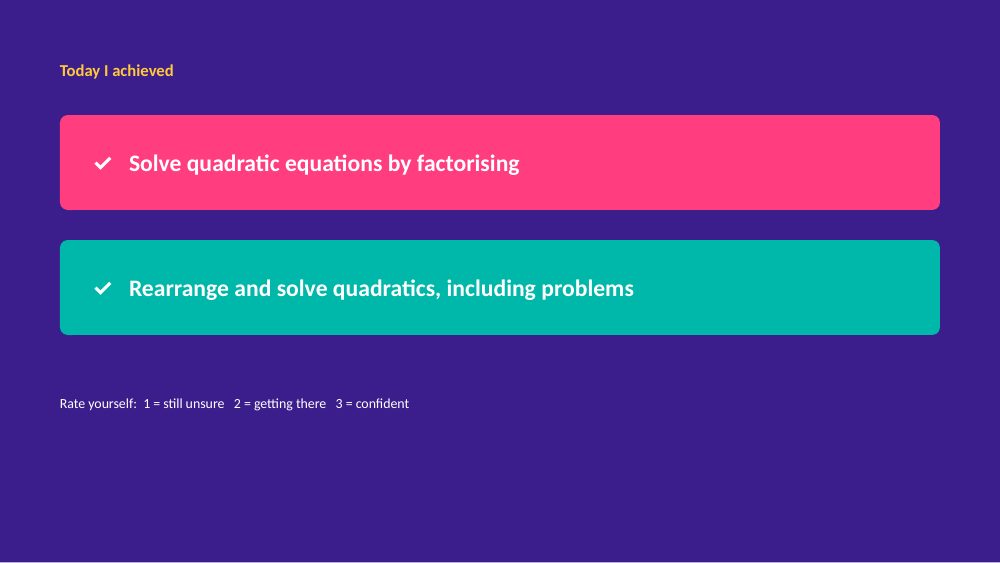 Today I achieved
✓ Solve quadratic equations by factorising
✓ Rearrange and solve quadratics, including problems
Rate yourself: 1 = still unsure 2 = getting there 3 = confident